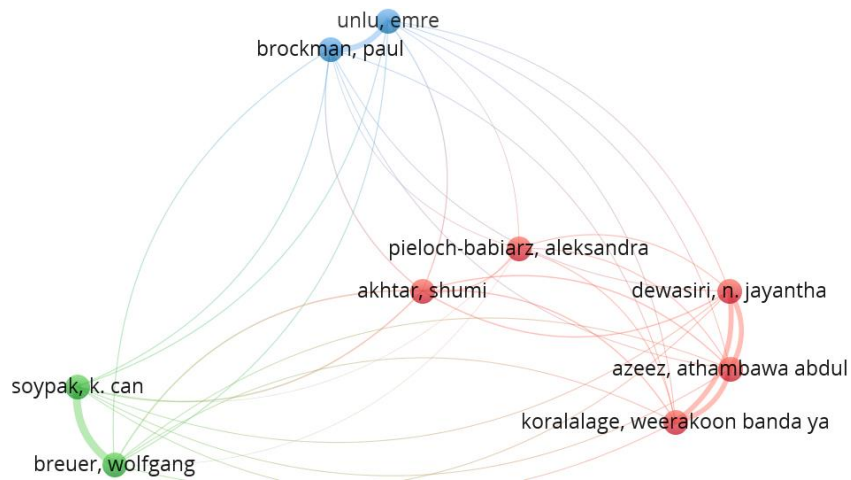 unlu, emre
brockman, paul
pieloch-babiarz, aleksandra
akhtar, shumi
dewasiri, n. jayantha
azeez, athambawa abdul
soypak, k. can
koralalage, weerakoon banda ya
breuer, wolfgang